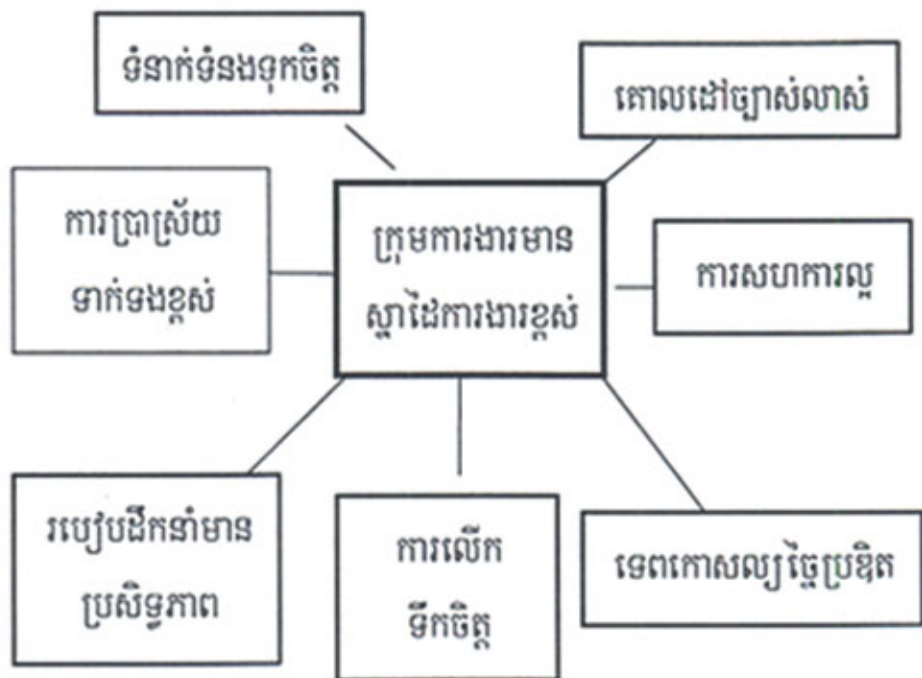 ទំនាក់ទំនងទុកចិត្ត
គោលដៅច្បាស់លាស់
ការប្រាស្រ័យ
ទាក់ទងខ្ពស់
ក្រុមការងារមាន
ស្នាដៃការងារខ្ពស់
ការសហការល្អ
របៀបដឹកនាំមាន
ប្រសិទ្ធភាព
ការលើក
ទឹកចិត្ត
ទេពកោសល្យច្នៃប្រឌិត